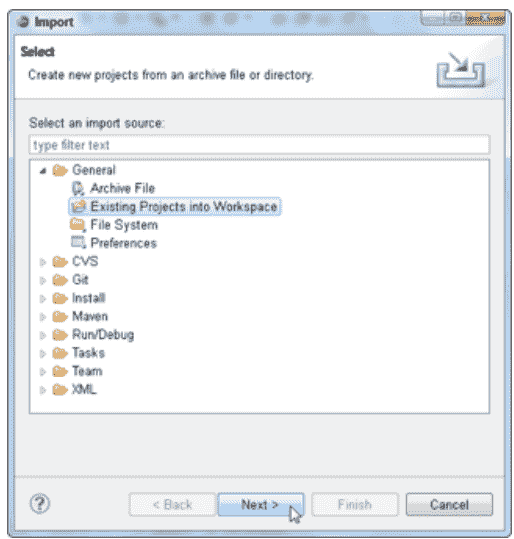 Import
Select
Create new projects from an archive file or directory.
Select an import source:
type filter text
General
Archive File
Existing Projects into Workspace
File System
Preferences
CVS
Git
Install
Maven
Run/Debug
Tasks
Team
XML
?
< Back
Next >
Finish
Cancel